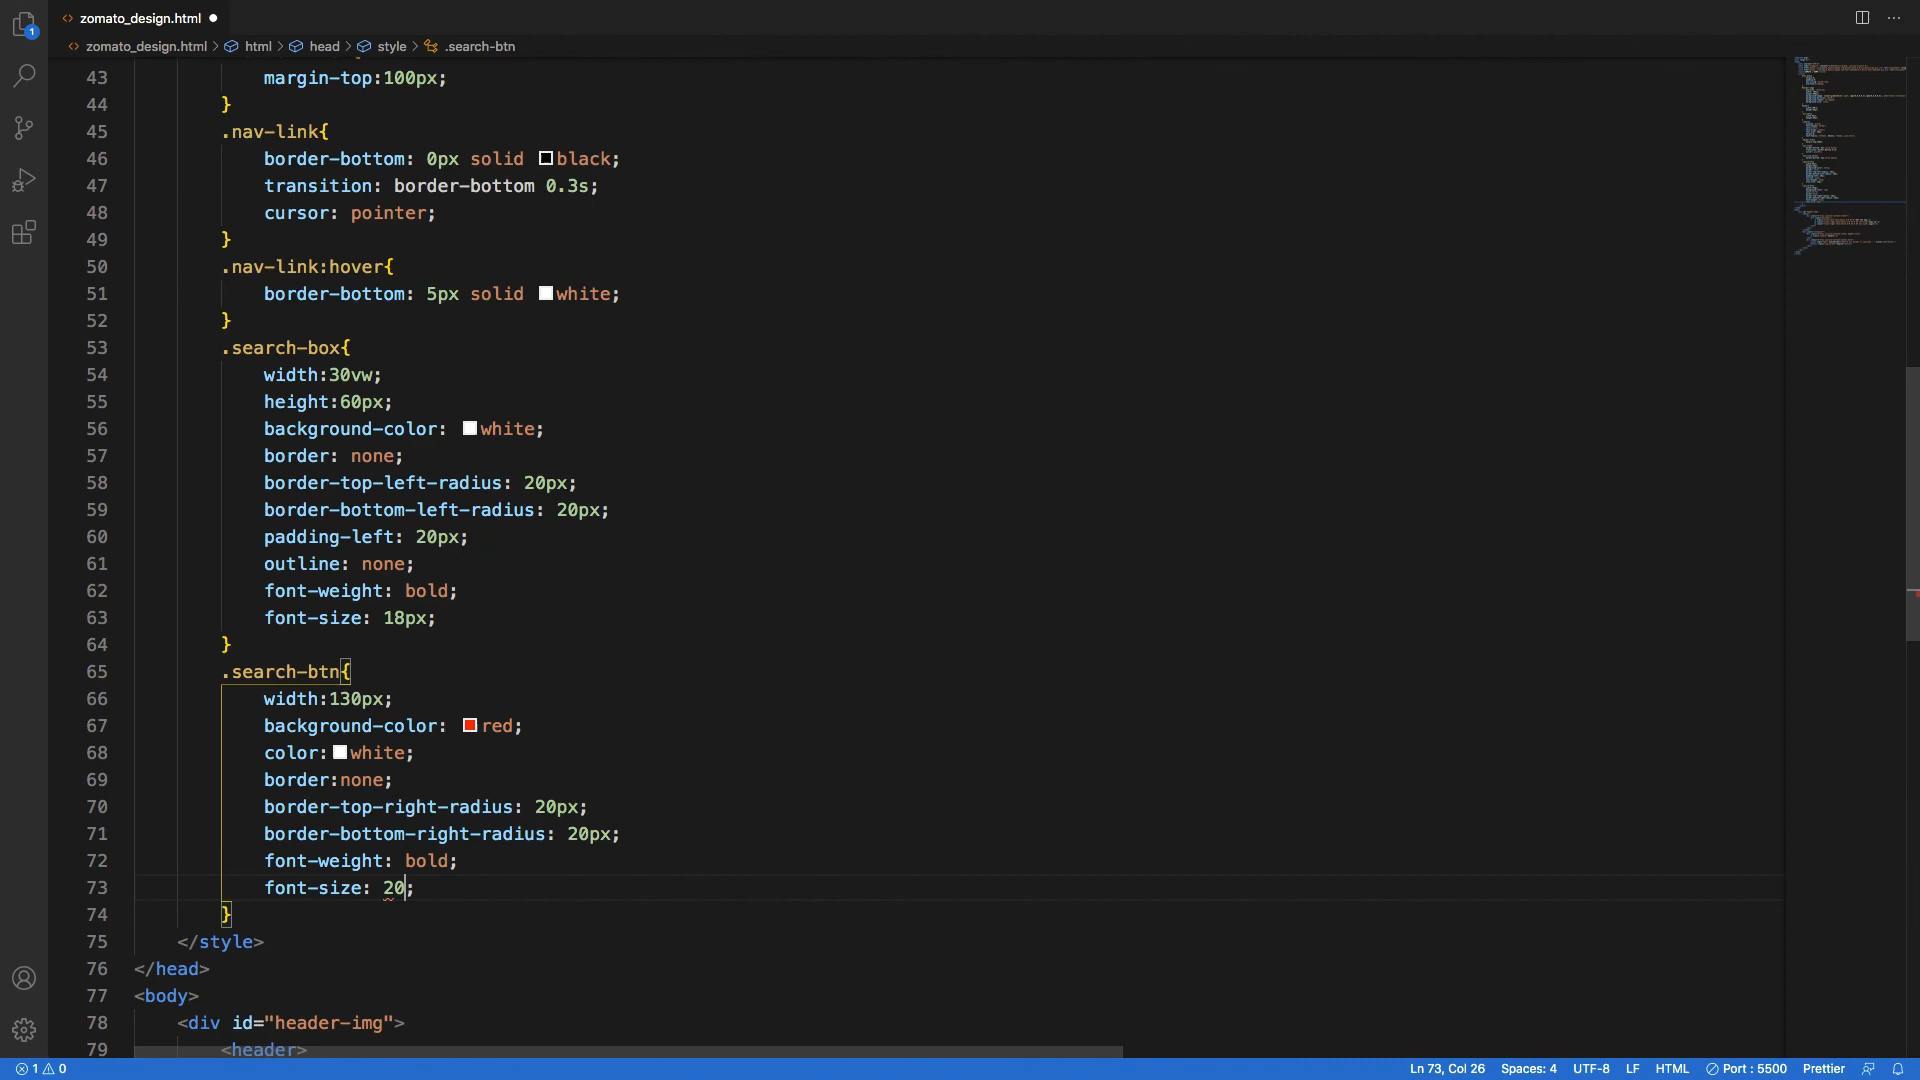 zomato_design.html
zomato_design.html > html > head > style > .search-btn
43 margin-top:100px;
44 }
45 .nav-link{
46 border-bottom: 0px solid black;
47 transition: border-bottom 0.3s;
48 cursor: pointer;
49 }
50 .nav-link:hover{
51 border-bottom: 5px solid white;
52 }
53 .search-box{
54 width:30vw;
55 height:60px;
56 background-color: white;
57 border: none;
58 border-top-left-radius: 20px;
59 border-bottom-left-radius: 20px;
60 padding-left: 20px;
61 outline: none;
62 font-weight: bold;
63 font-size: 18px;
64 }
65 .search-btn{
66 width:130px;
67 background-color: red;
68 color:white;
69 border:none;
70 border-top-right-radius: 20px;
71 border-bottom-right-radius: 20px;
72 font-weight: bold;
73 font-size: 20;
74 }
75 </style>
76 </head>
77 <body>
78 <div id="header-img">
79 <header>
1
1 0 Ln 73, Col 26 Spaces: 4 UTF-8 LF HTML Port : 5500 Prettier